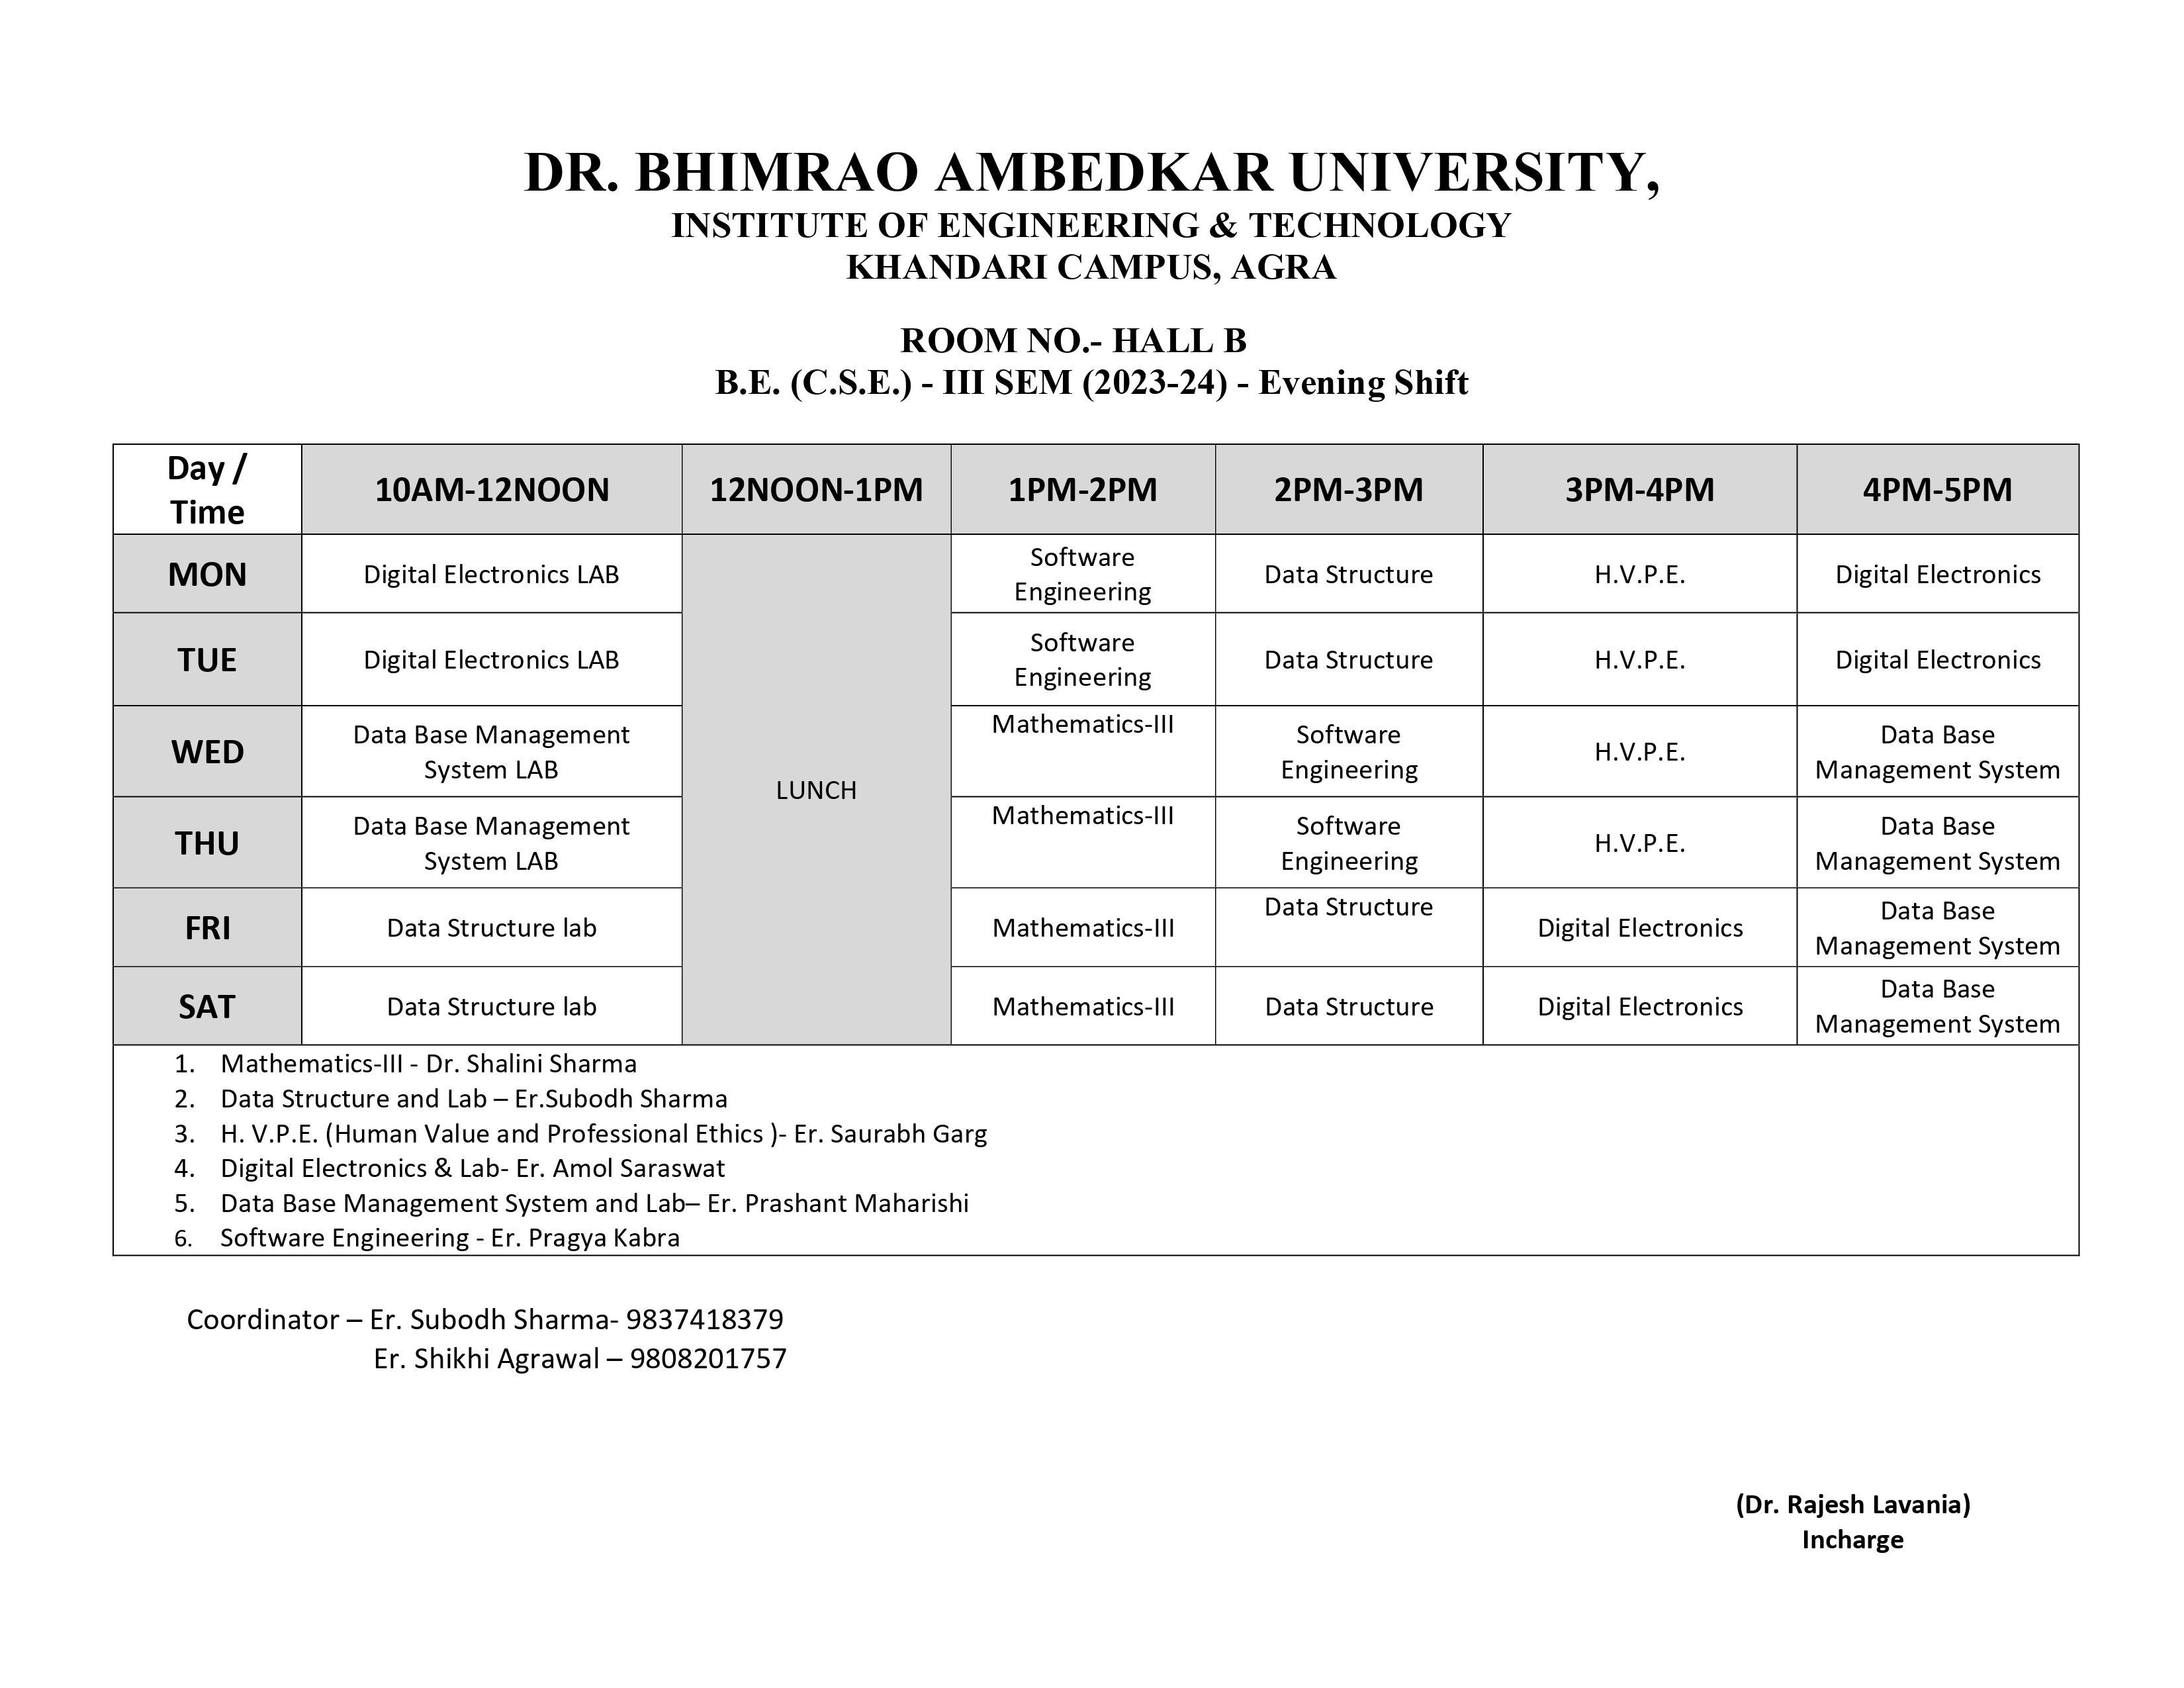 DR. BHIMRAO AMBEDKAR UNIVERSITY,
INSTITUTE OF ENGINEERING & TECHNOLOGY
KHANDARI CAMPUS, AGRA
ROOM NO.- HALL B
B.E. (C.S.E.) - III SEM (2023-24) - Evening Shift
Day /
Time
10AM-12NOON
12NOON-1PM
1PM-2PM
2PM-3PM
3PM-4PM
4PM-5PM
MON
Digital Electronics LAB
LUNCH
Software
Engineering
Data Structure
H.V.P.E.
Digital Electronics
TUE
Digital Electronics LAB
Software
Engineering
Data Structure
H.V.P.E.
Digital Electronics
WED
Data Base Management
System LAB
Mathematics-III
Software
Engineering
H.V.P.E.
Data Base
Management System
THU
Data Base Management
System LAB
Mathematics-III
Software
Engineering
H.V.P.E.
Data Base
Management System
FRI
Data Structure lab
Mathematics-III
Data Structure
Digital Electronics
Data Base
Management System
SAT
Data Structure lab
Mathematics-III
Data Structure
Digital Electronics
Data Base
Management System
1. Mathematics-III - Dr. Shalini Sharma
2. Data Structure and Lab – Er.Subodh Sharma
3. H. V.P.E. (Human Value and Professional Ethics )- Er. Saurabh Garg
4. Digital Electronics & Lab- Er. Amol Saraswat
5. Data Base Management System and Lab– Er. Prashant Maharishi
6. Software Engineering - Er. Pragya Kabra
Coordinator – Er. Subodh Sharma- 9837418379
Er. Shikhi Agrawal – 9808201757
(Dr. Rajesh Lavania)
Incharge